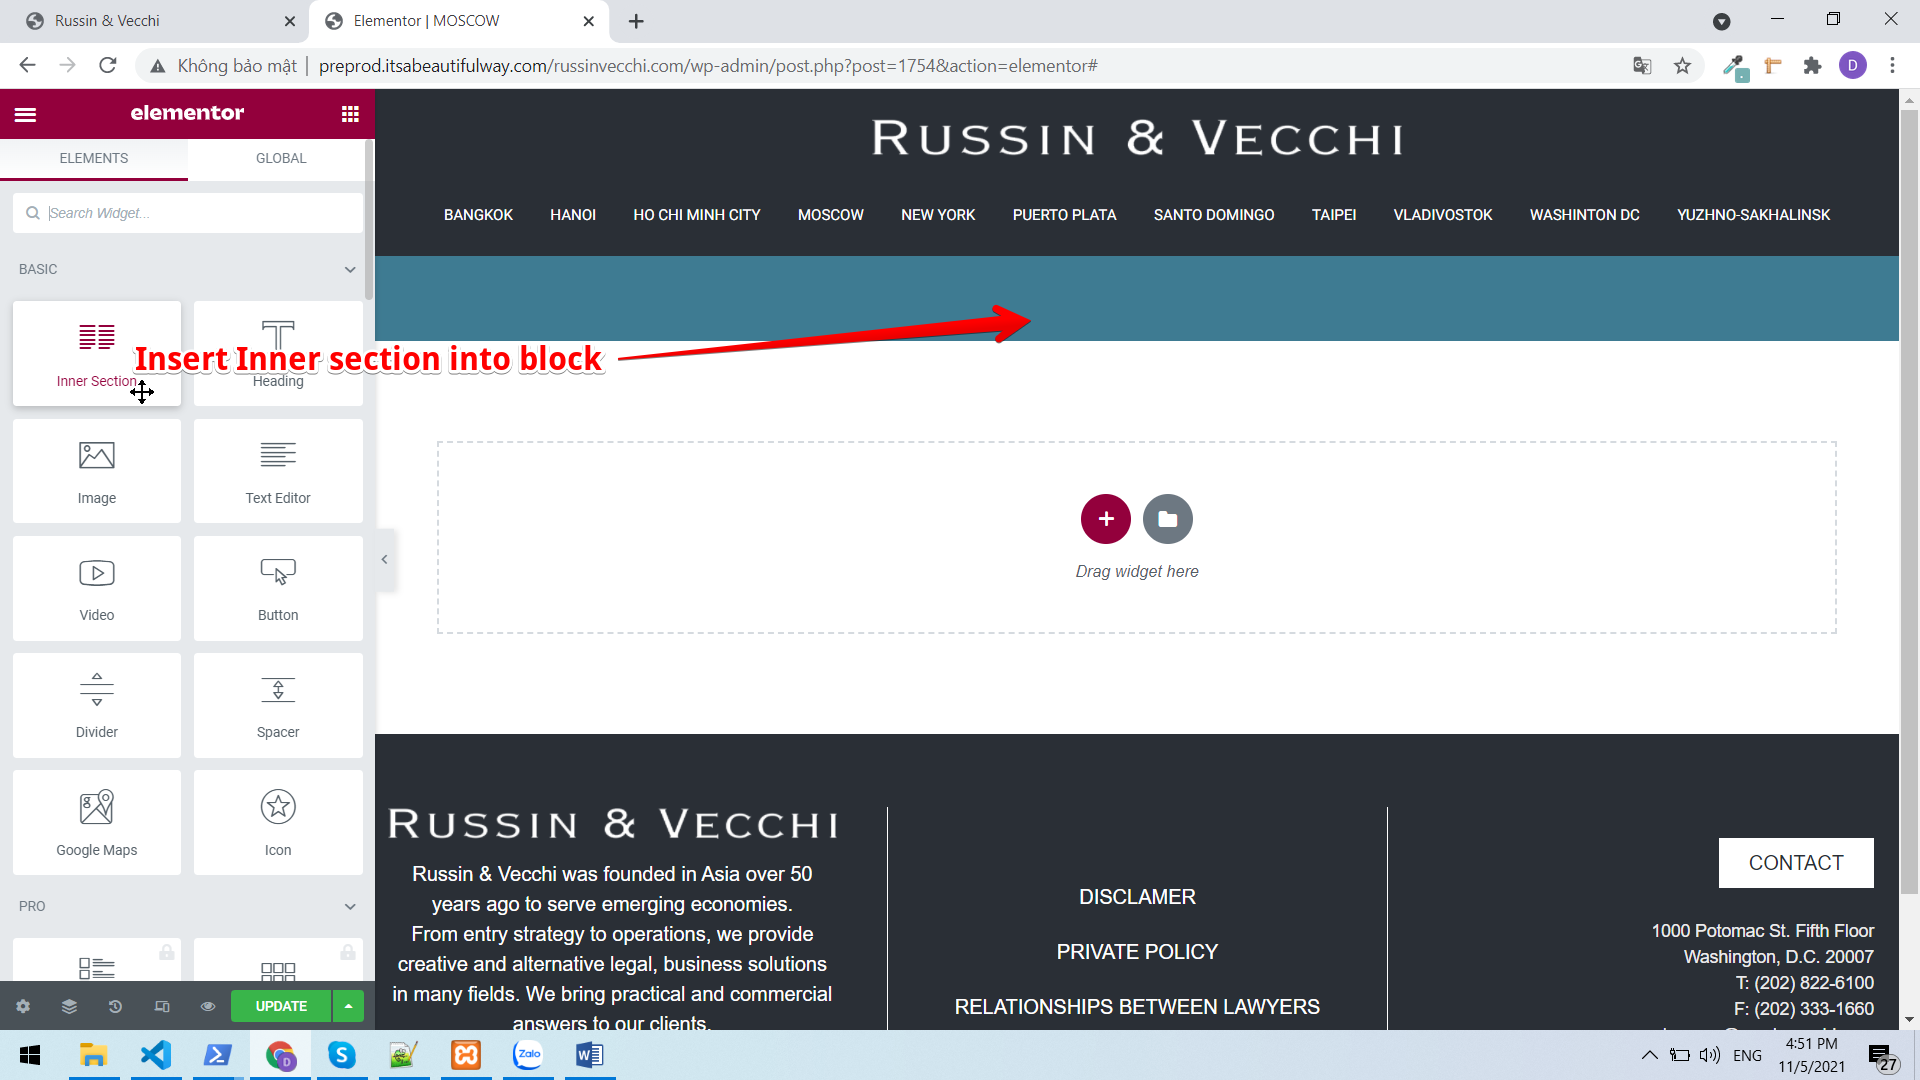 Russin & Vecchi
Elementor | MOSCOW
Không bảo mật
preprod.itsabeautifulway.com/russinvecchi.com/wp-admin/post.php?post=1754&action=elementor#
D
elementor
ELEMENTS
GLOBAL
Search Widget...
BASIC
Inner Section
Heading
Image
Text Editor
Video
Button
Divider
Spacer
Google Maps
Icon
PRO
UPDATE
RUSSIN & VECCHI
BANGKOK HANOI HO CHI MINH CITY MOSCOW NEW YORK PUERTO PLATA SANTO DOMINGO TAIPEI VLADIVOSTOK WASHINTON DC YUZHNO-SAKHALINSK
Insert Inner section into block
Drag widget here
RUSSIN & VECCHI
Russin & Vecchi was founded in Asia over 50
years ago to serve emerging economies.
From entry strategy to operations, we provide
creative and alternative legal, business solutions
in many fields. We bring practical and commercial
answers to our clients.
DISCLAMER
PRIVATE POLICY
RELATIONSHIPS BETWEEN LAWYERS
CONTACT
1000 Potomac St. Fifth Floor
Washington, D.C. 20007
T: (202) 822-6100
F: (202) 333-1660
Zalo
ENG
4:51 PM
11/5/2021
27